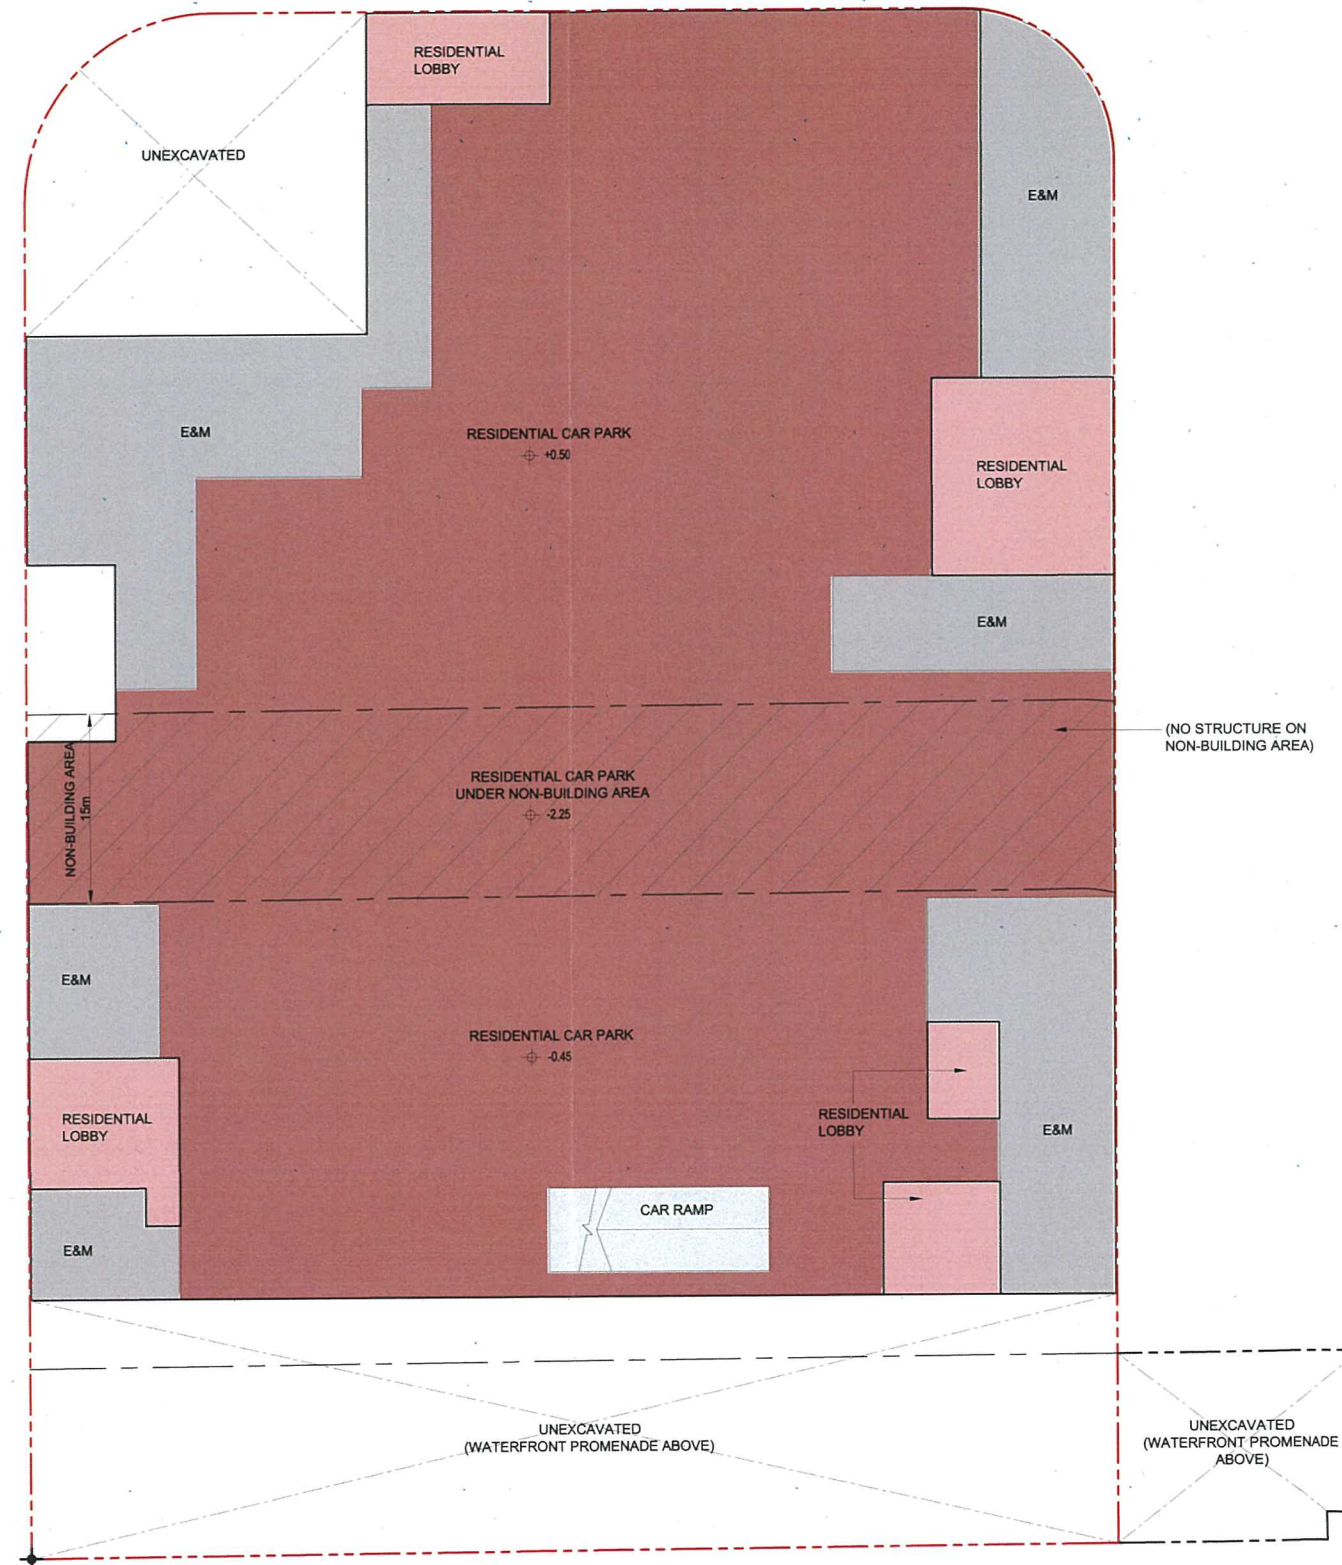 RESIDENTIAL
LOBBY
UNEXCAVATED
E&M
E&M
RESIDENTIAL CAR PARK
+0.50
RESIDENTIAL
LOBBY
E&M
(NO STRUCTURE ON
NON-BUILDING AREA)
NON-BUILDING AREA
15m
RESIDENTIAL CAR PARK
UNDER NON-BUILDING AREA
-2.25
E&M
RESIDENTIAL CAR PARK
-0.45
RESIDENTIAL
LOBBY
RESIDENTIAL
LOBBY
E&M
CAR RAMP
E&M
UNEXCAVATED
(WATERFRONT PROMENADE ABOVE)
UNEXCAVATED
(WATERFRONT PROMENADE
ABOVE)